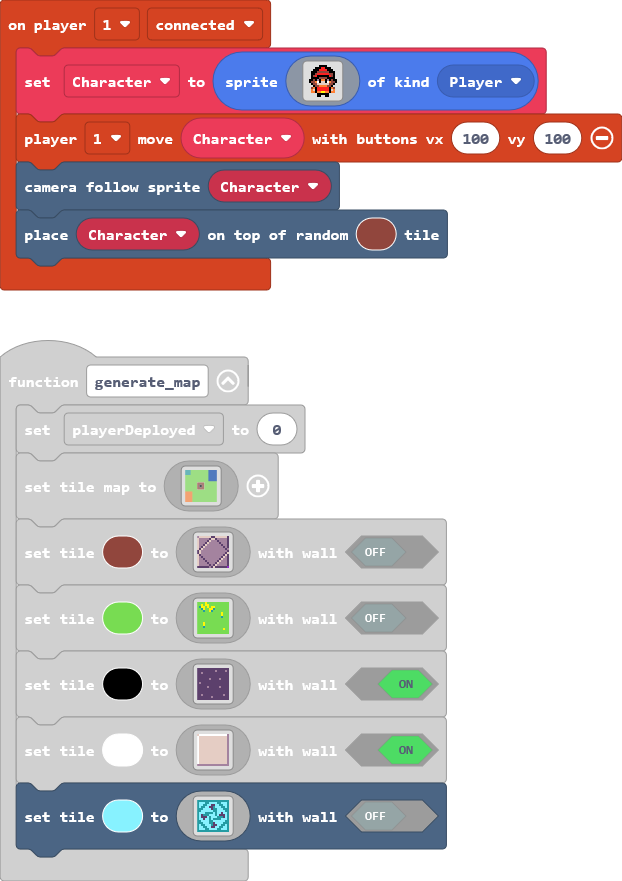 on player 1 connected
set Character to sprite of kind Player
player 1 move Character with buttons vx 100 vy 100
camera follow sprite Character
place Character on top of random tile
function generate_map
set playerDeployed to 0
set tile map to
set tile to with wall OFF
set tile to with wall OFF
set tile to with wall ON
set tile to with wall ON
set tile to with wall OFF